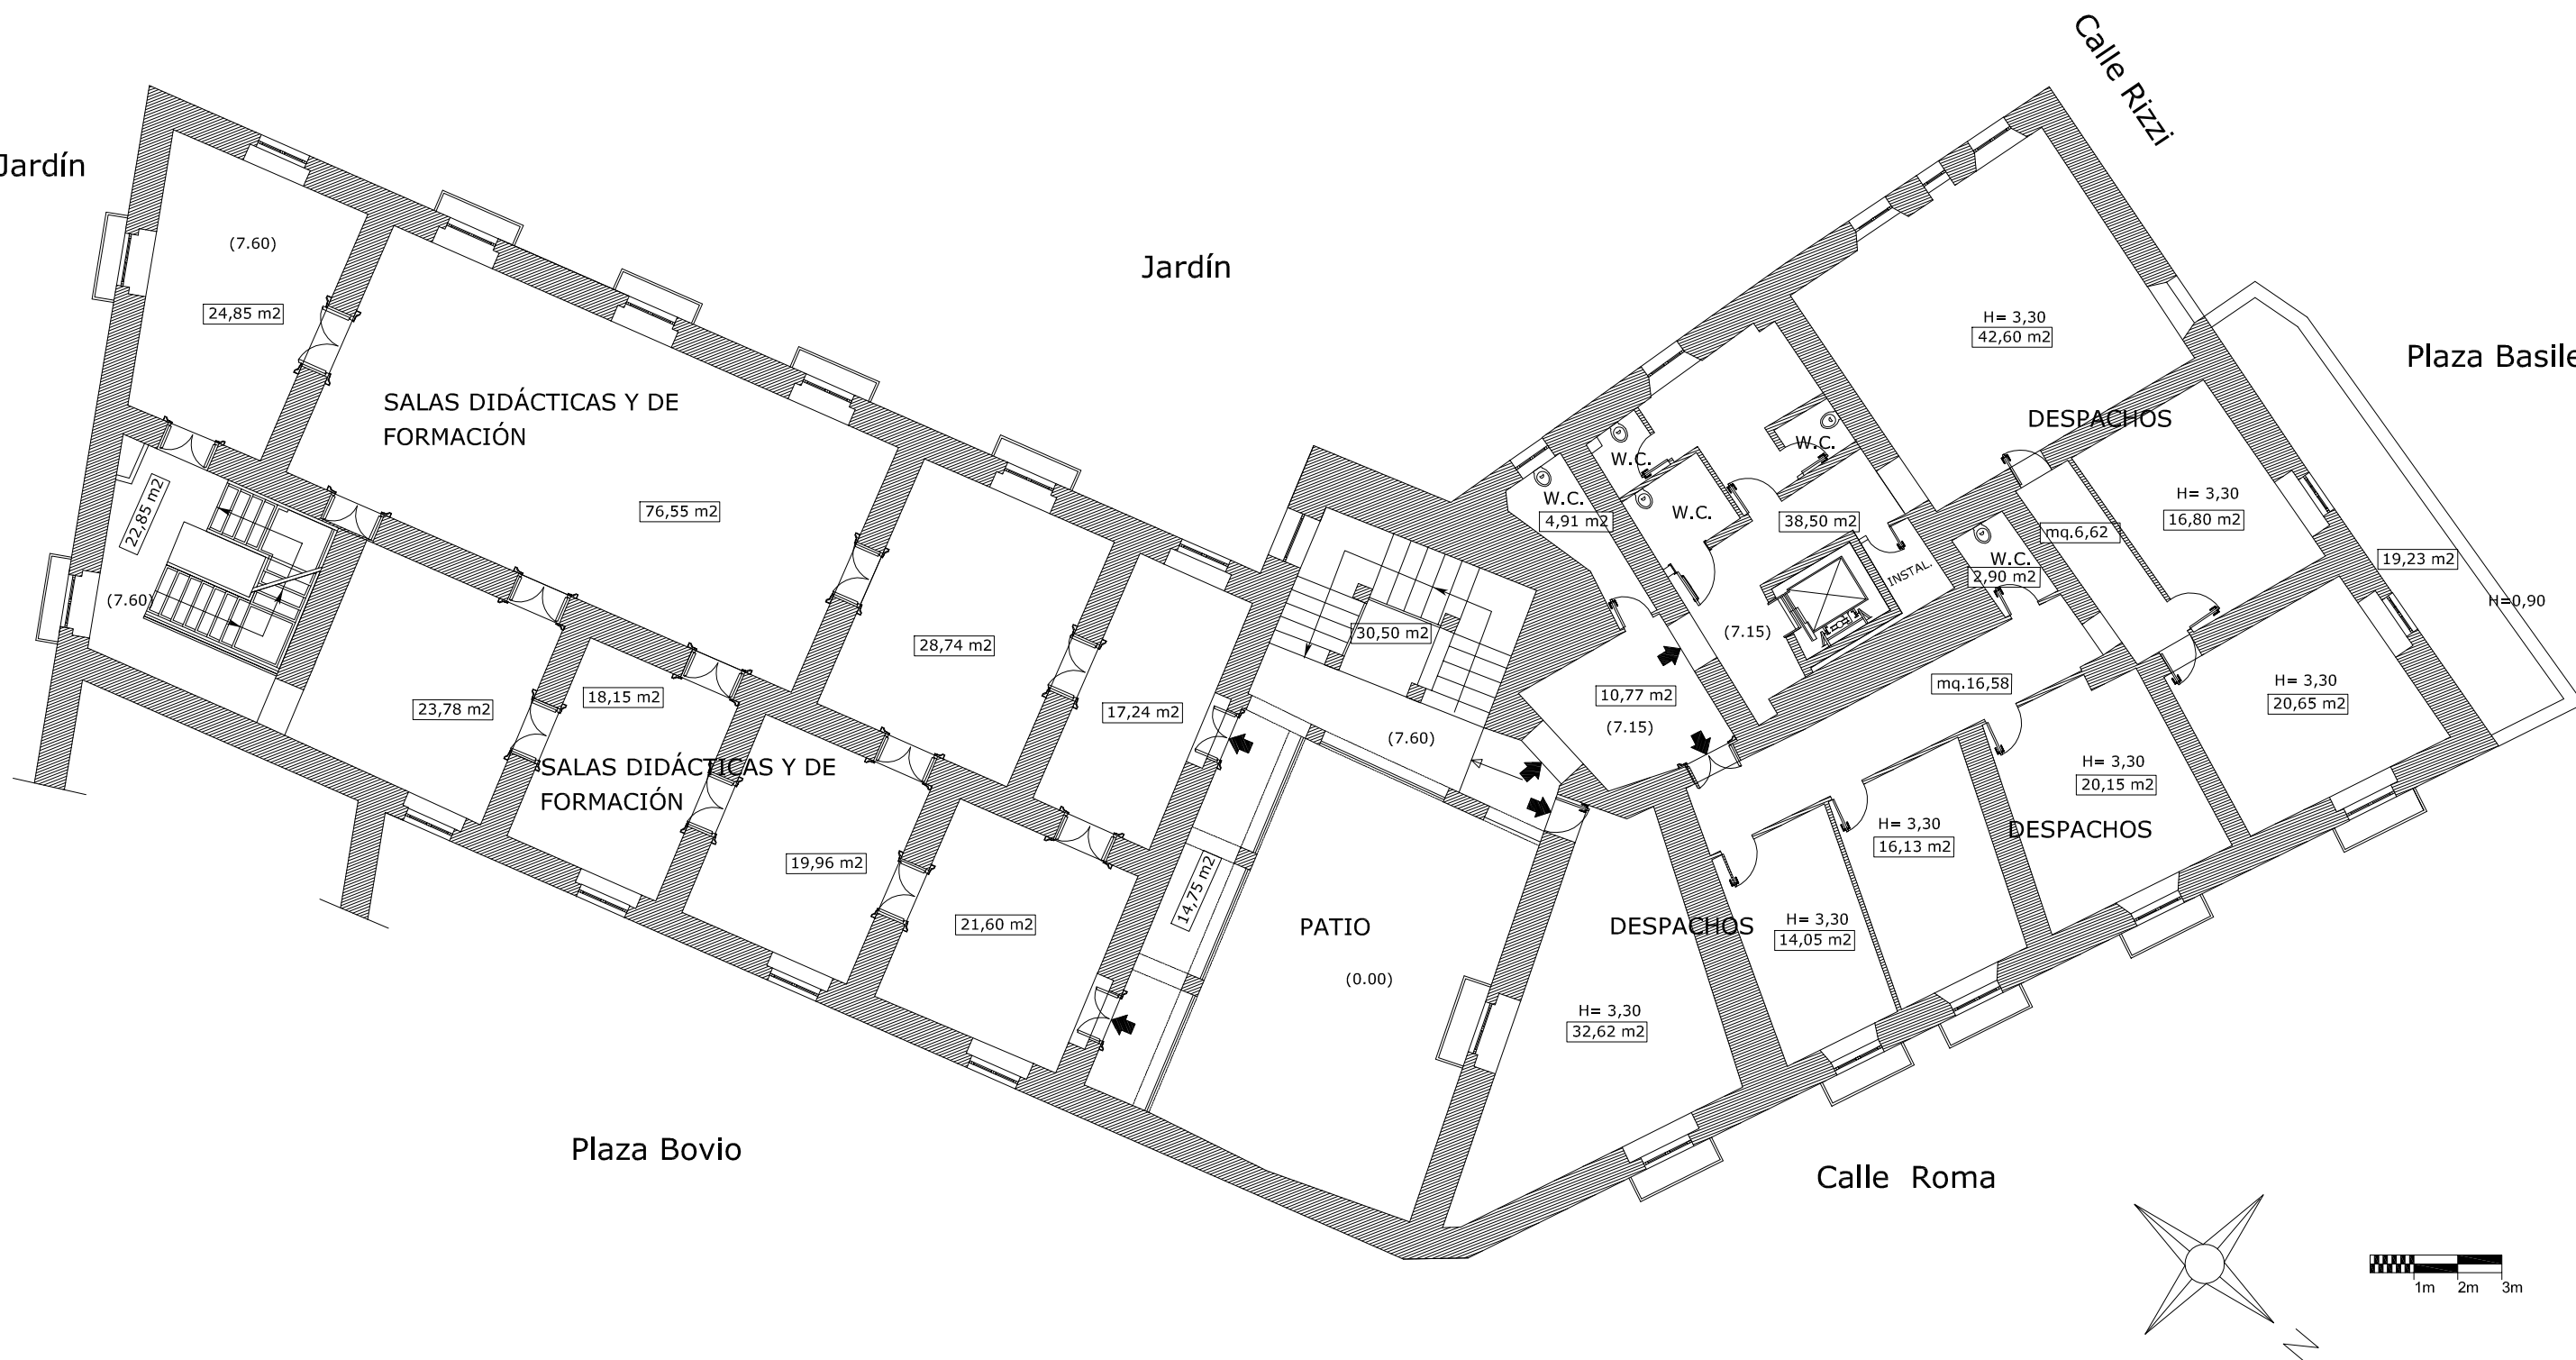 Calle Rizzi
Jardín
(7.60)
24,85 m2
Jardín
H= 3,30
42,60 m2
Plaza Basile
SALAS DIDÁCTICAS Y DE
FORMACIÓN
DESPACHOS
W.C.
W.C.
22,85 m2
76,55 m2
W.C.
4,91 m2
W.C.
38,50 m2
H= 3,30
16,80 m2
mq.6,62
W.C.
2,90 m2
19,23 m2
INSTAL.
(7.60)
H=0,90
28,74 m2
30,50 m2
(7.15)
23,78 m2
18,15 m2
17,24 m2
10,77 m2
(7.15)
mq.16,58
H= 3,30
20,65 m2
(7.60)
SALAS DIDÁCTICAS Y DE
FORMACIÓN
H= 3,30
20,15 m2
H= 3,30
16,13 m2
DESPACHOS
19,96 m2
14,75 m2
21,60 m2
PATIO
DESPACHOS
H= 3,30
14,05 m2
(0.00)
H= 3,30
32,62 m2
Plaza Bovio
Calle Roma
1m 2m 3m
N